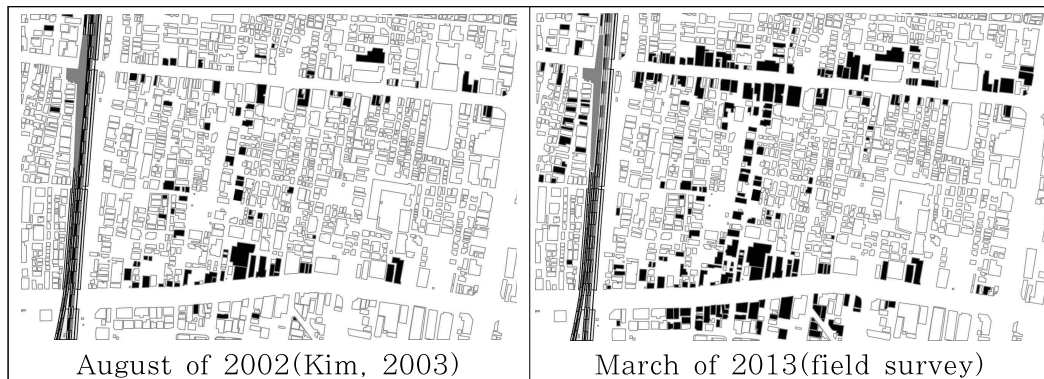 August of 2002(Kim, 2003)
March of 2013(field survey)